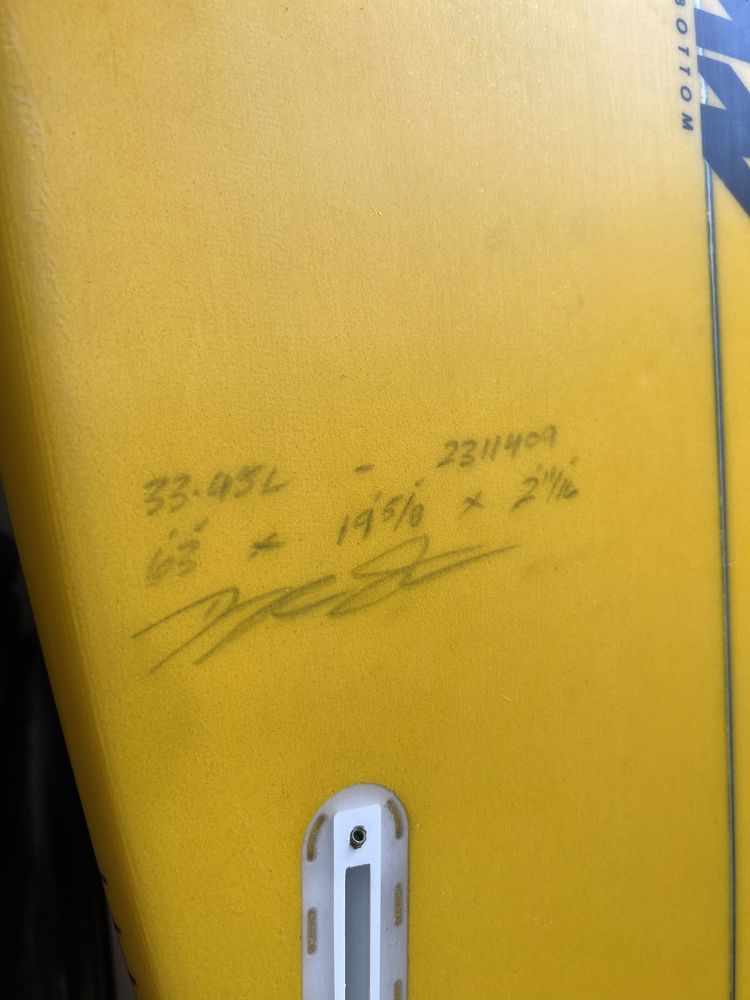 BOTTOM
33.95L - 2311409
6'3" x 19'5/8" x 2'11/16"